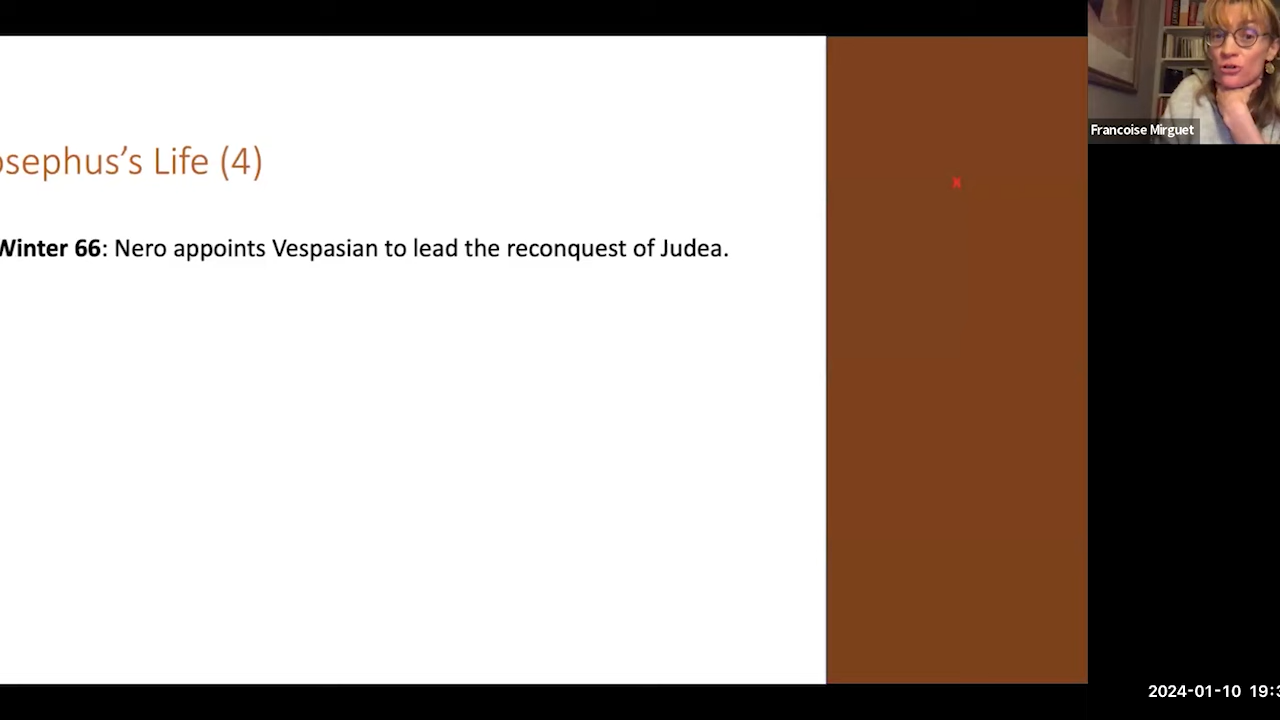 osephus's Life (4)
Winter 66: Nero appoints Vespasian to lead the reconquest of Judea.
Francoise Mirguet
2024-01-10 19:3